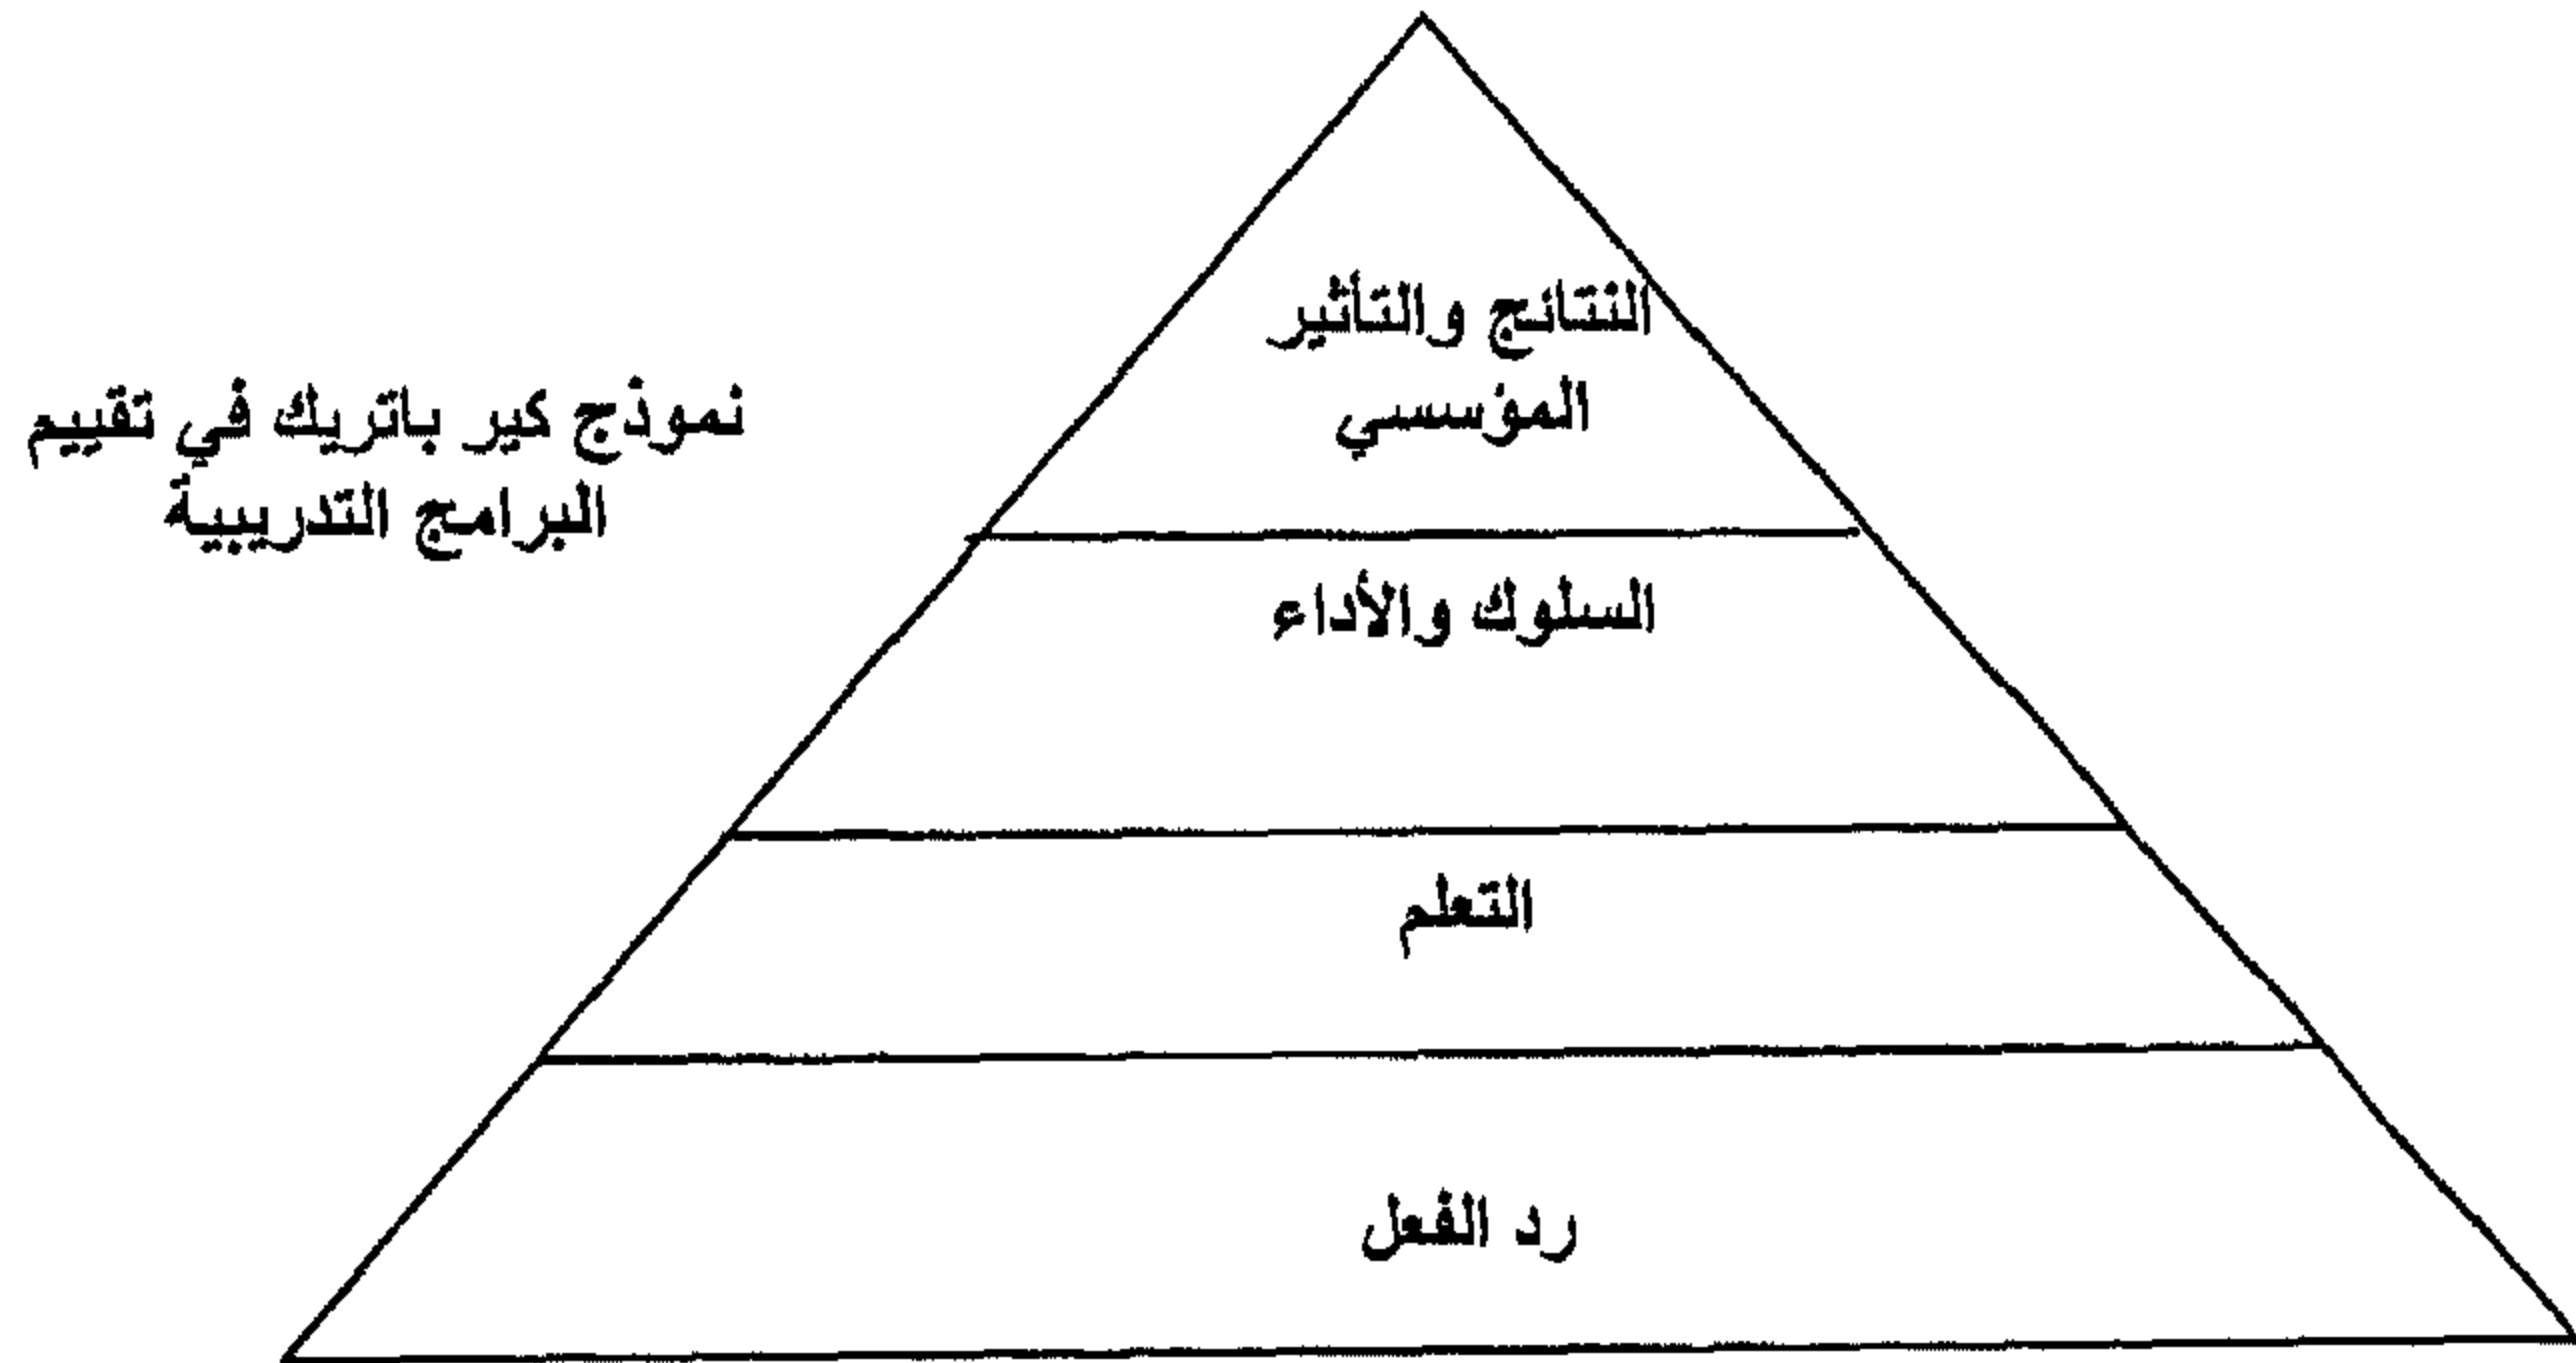 النتائج والتأثير
المؤسسي
نموذج كير باتريك في تقييم
البرامج التدريبية
السلوك والأداء
التعلم
رد الفعل